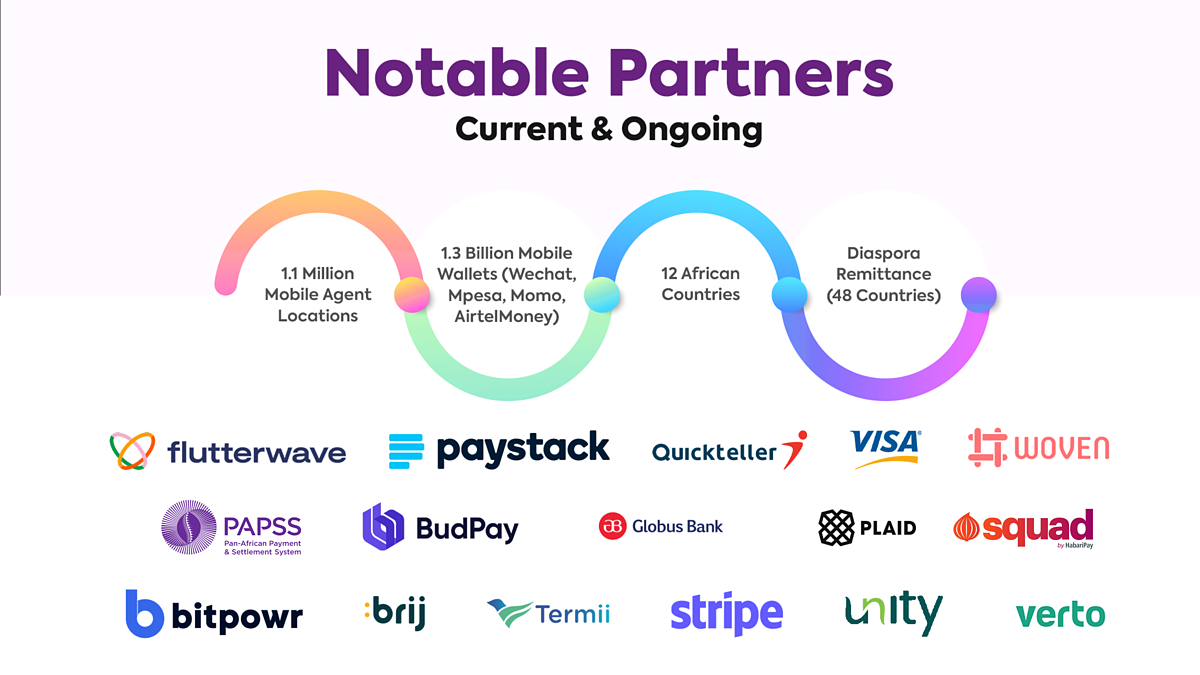 Notable Partners
Current & Ongoing
1.1 Million
Mobile Agent
Locations
1.3 Billion Mobile
Wallets (Wechat,
Mpesa, Momo,
AirtelMoney)
12 African
Countries
Diaspora
Remittance
(48 Countries)
flutterwave
paystack
Quickteller
VISA
WOVEN
PAPSS
Pan-African Payment
& Settlement System
BudPay
Globus Bank
PLAID
squad
by HabariPay
bitpowr
:brij
Termii
stripe
unity
verto